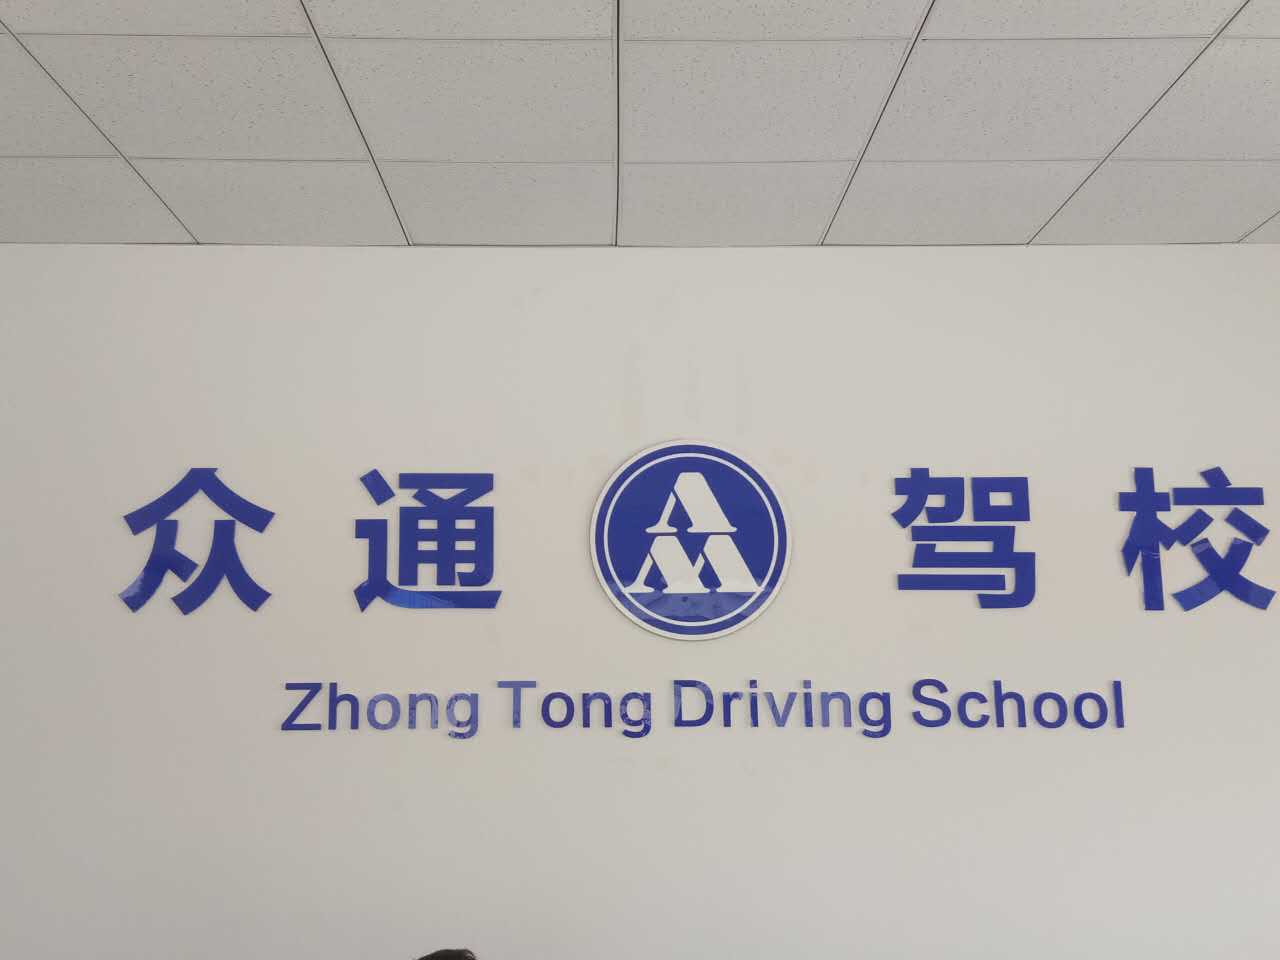 众通驾校
Zhong Tong Driving School